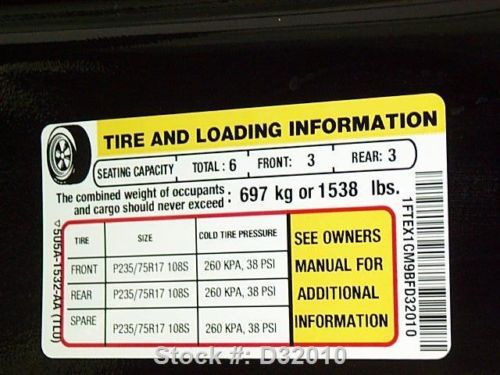 TIRE AND LOADING INFORMATION
SEATING CAPACITY TOTAL : 6 FRONT: 3 REAR: 3
The combined weight of occupants
and cargo should never exceed : 697 kg or 1538 lbs.
TIRE SIZE COLD TIRE PRESSURE
FRONT P235/75R17 108S 260 KPA, 38 PSI
REAR P235/75R17 108S 260 KPA, 38 PSI
SPARE P235/75R17 108S 260 KPA, 38 PSI
SEE OWNERS
MANUAL FOR
ADDITIONAL
INFORMATION
1FTEX1CM9BFD32010
Stock #: D32010